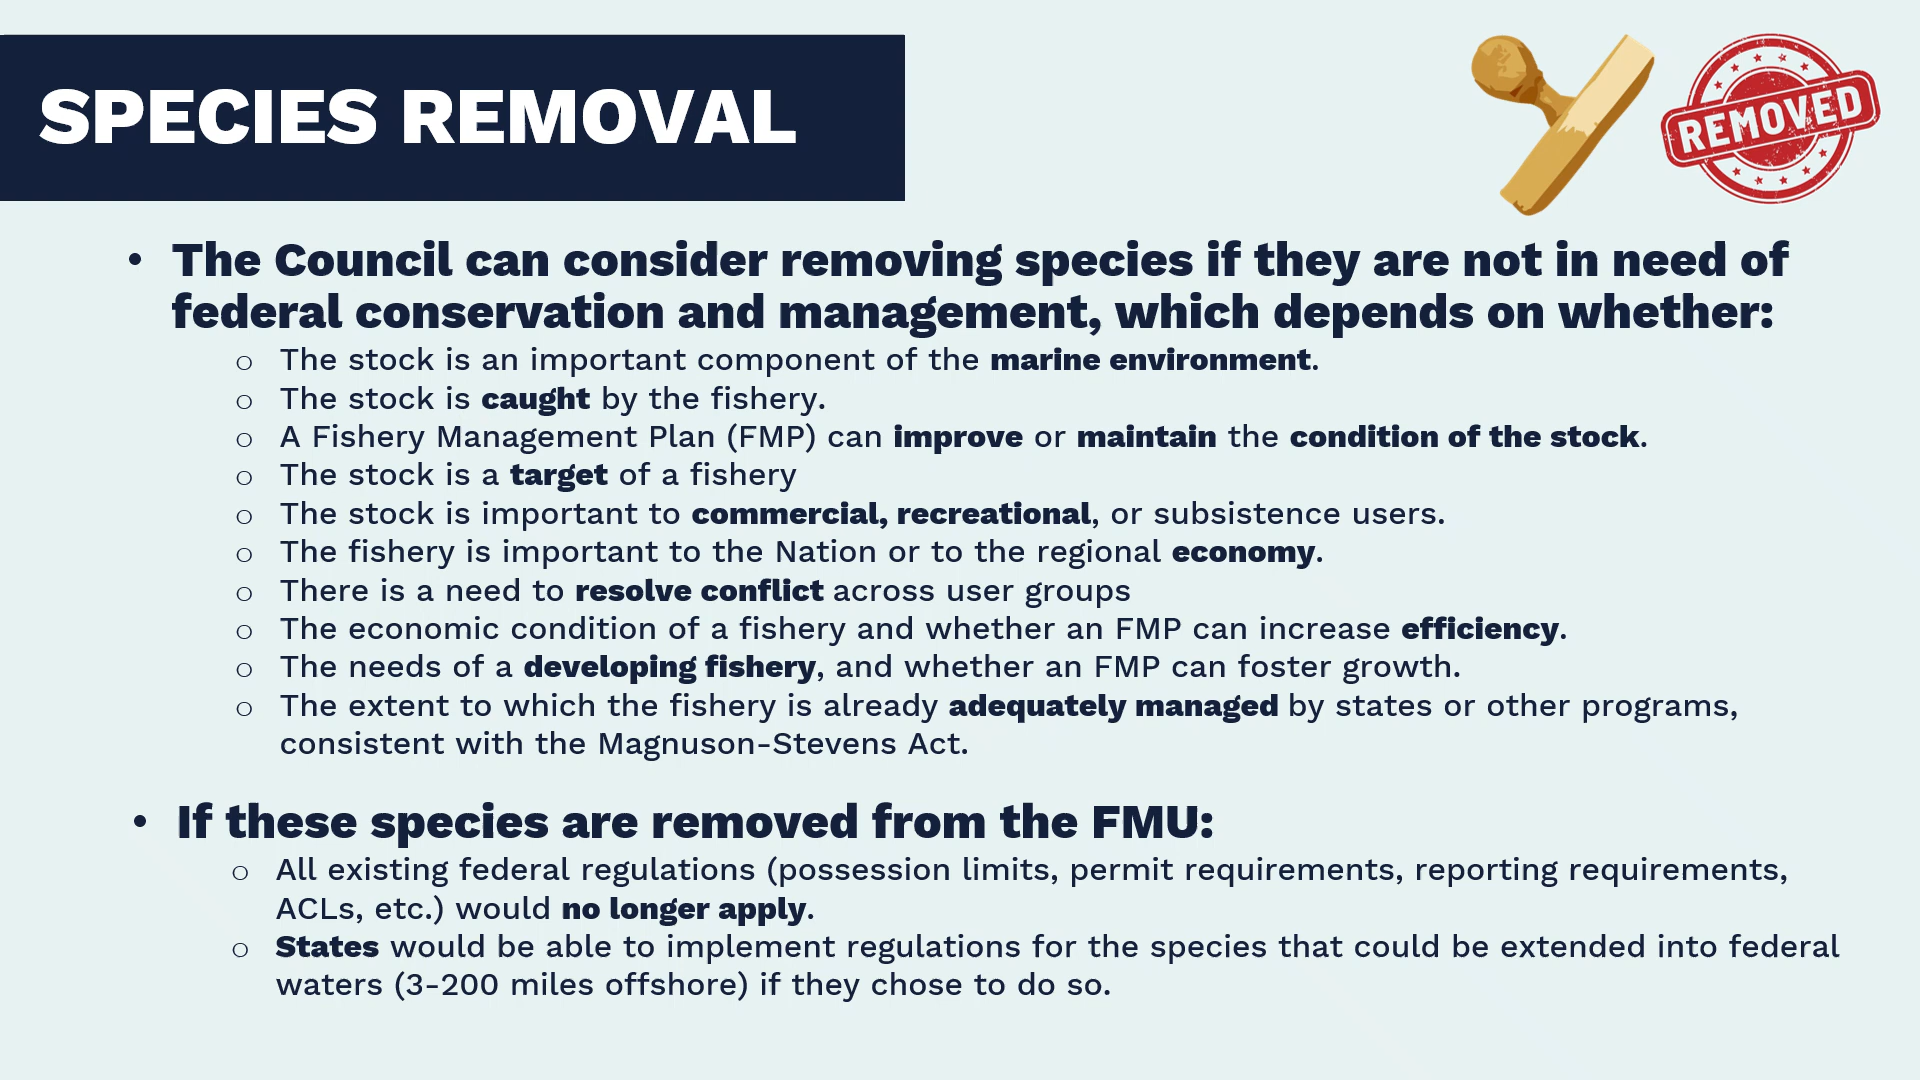 SPECIES REMOVAL
REMOVED
• The Council can consider removing species if they are not in need of
federal conservation and management, which depends on whether:
o The stock is an important component of the marine environment.
o The stock is caught by the fishery.
o A Fishery Management Plan (FMP) can improve or maintain the condition of the stock.
o The stock is a target of a fishery
o The stock is important to commercial, recreational, or subsistence users.
o The fishery is important to the Nation or to the regional economy.
o There is a need to resolve conflict across user groups
o The economic condition of a fishery and whether an FMP can increase efficiency.
o The needs of a developing fishery, and whether an FMP can foster growth.
o The extent to which the fishery is already adequately managed by states or other programs,
consistent with the Magnuson-Stevens Act.
• If these species are removed from the FMU:
o All existing federal regulations (possession limits, permit requirements, reporting requirements,
ACLs, etc.) would no longer apply.
o States would be able to implement regulations for the species that could be extended into federal
waters (3-200 miles offshore) if they chose to do so.